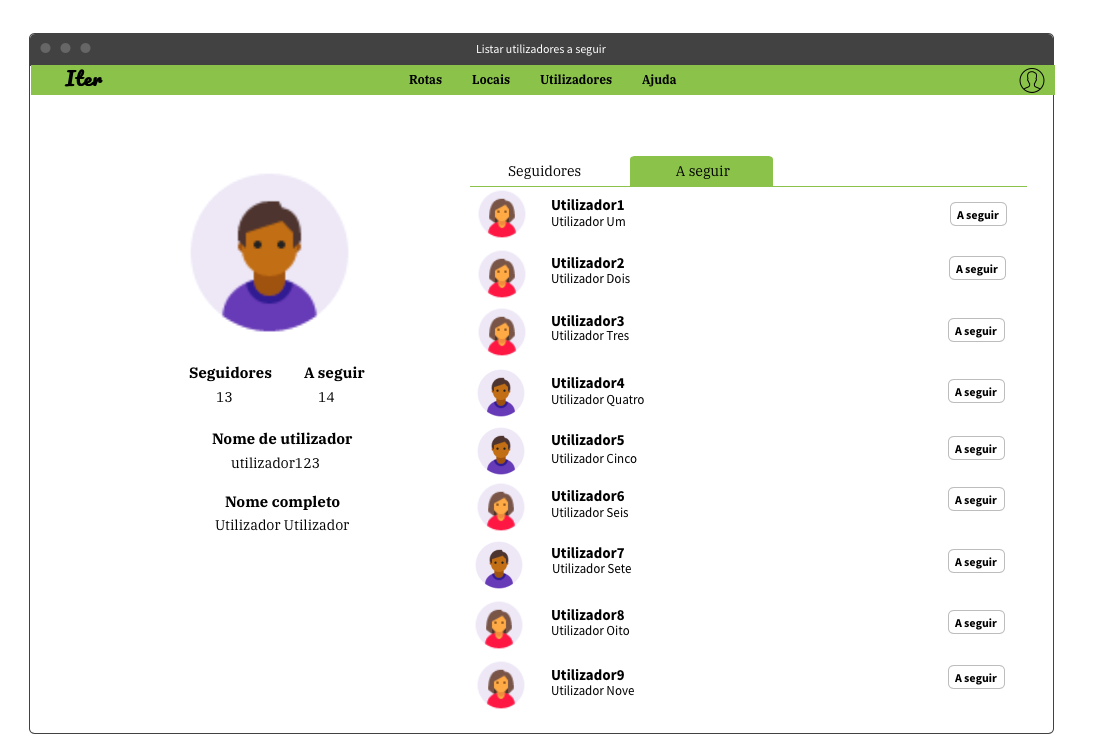 Listar utilizadores a seguir
Iter
Rotas Locais Utilizadores Ajuda
Seguidores A seguir
13 14
Nome de utilizador
utilizador123
Nome completo
Utilizador Utilizador
Seguidores A seguir
Utilizador1
Utilizador Um
A seguir
Utilizador2
Utilizador Dois
A seguir
Utilizador3
Utilizador Tres
A seguir
Utilizador4
Utilizador Quatro
A seguir
Utilizador5
Utilizador Cinco
A seguir
Utilizador6
Utilizador Seis
A seguir
Utilizador7
Utilizador Sete
A seguir
Utilizador8
Utilizador Oito
A seguir
Utilizador9
Utilizador Nove
A seguir